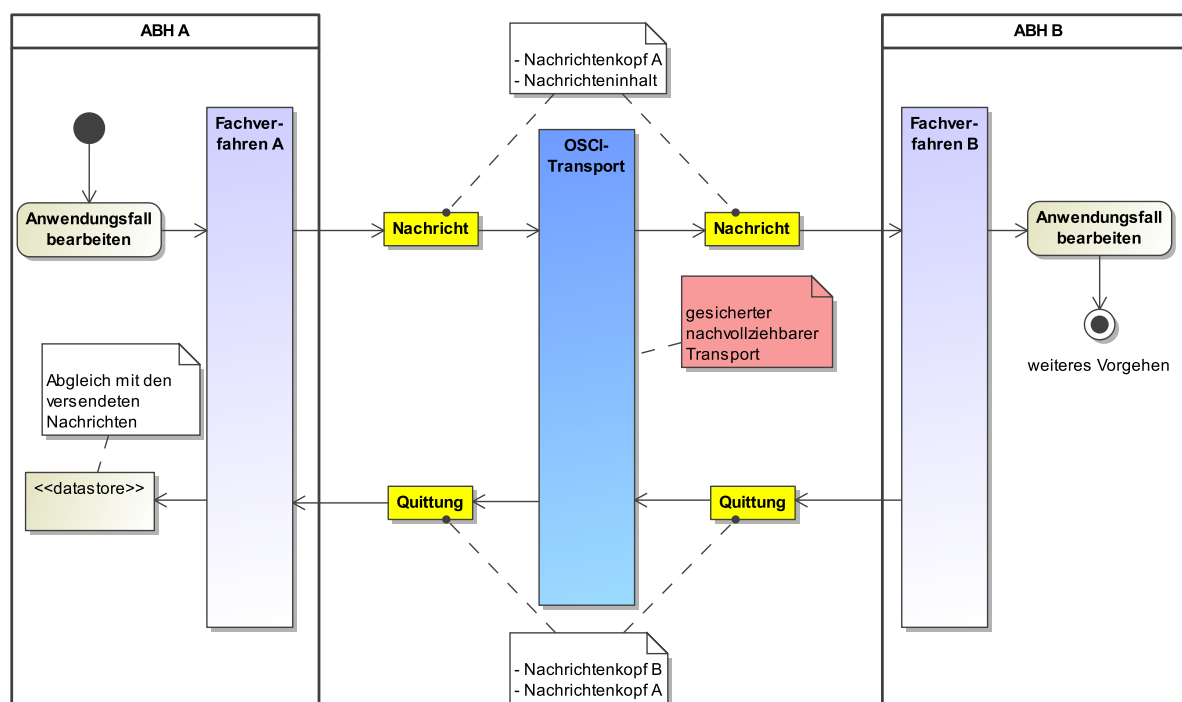 ABH A
ABH B
- Nachrichtenkopf A
- Nachrichteninhalt
Fachver-
fahren A
OSCI-
Transport
Fachver-
fahren B
Anwendungsfall
bearbeiten
Nachricht
Nachricht
Anwendungsfall
bearbeiten
gesicherter
nachvollziehbarer
Transport
weiteres Vorgehen
Abgleich mit den
versendeten
Nachrichten
<<datastore>>
Quittung
Quittung
- Nachrichtenkopf B
- Nachrichtenkopf A